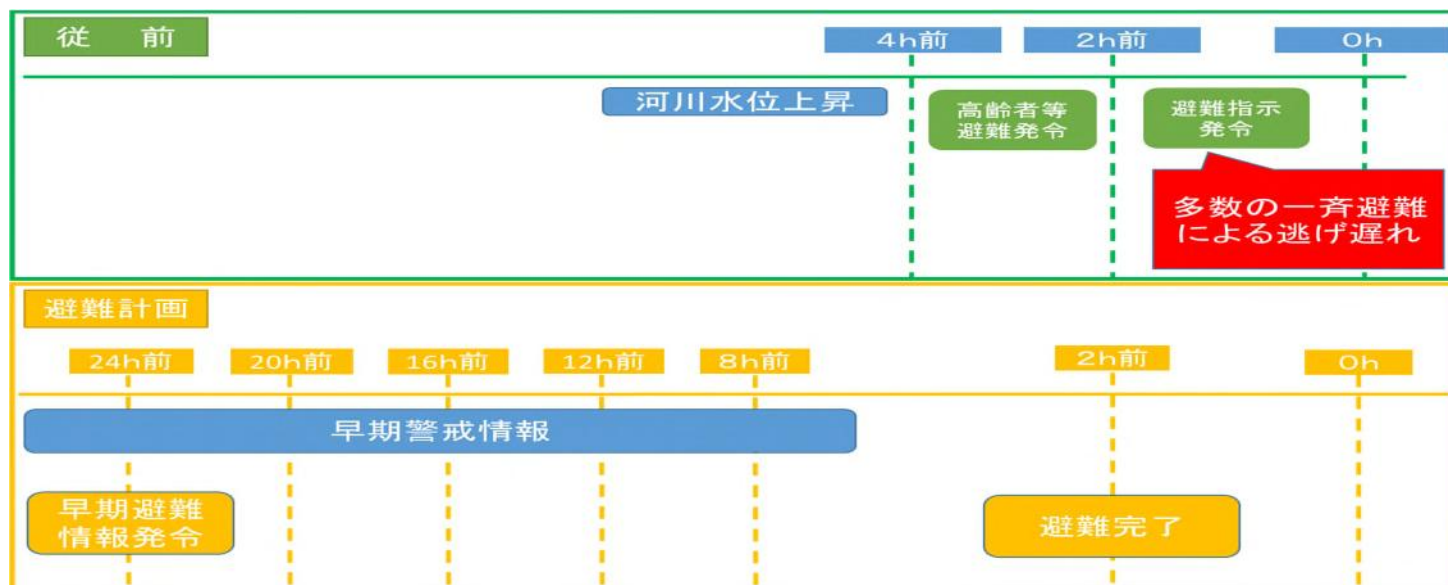 従　前
4h前
2h前
0h
河川水位上昇
高齢者等
避難発令
避難指示
発令
多数の一斉避難
による逃げ遅れ
避難計画
24h前
20h前
16h前
12h前
8h前
2h前
0h
早期警戒情報
早期避難
情報発令
避難完了